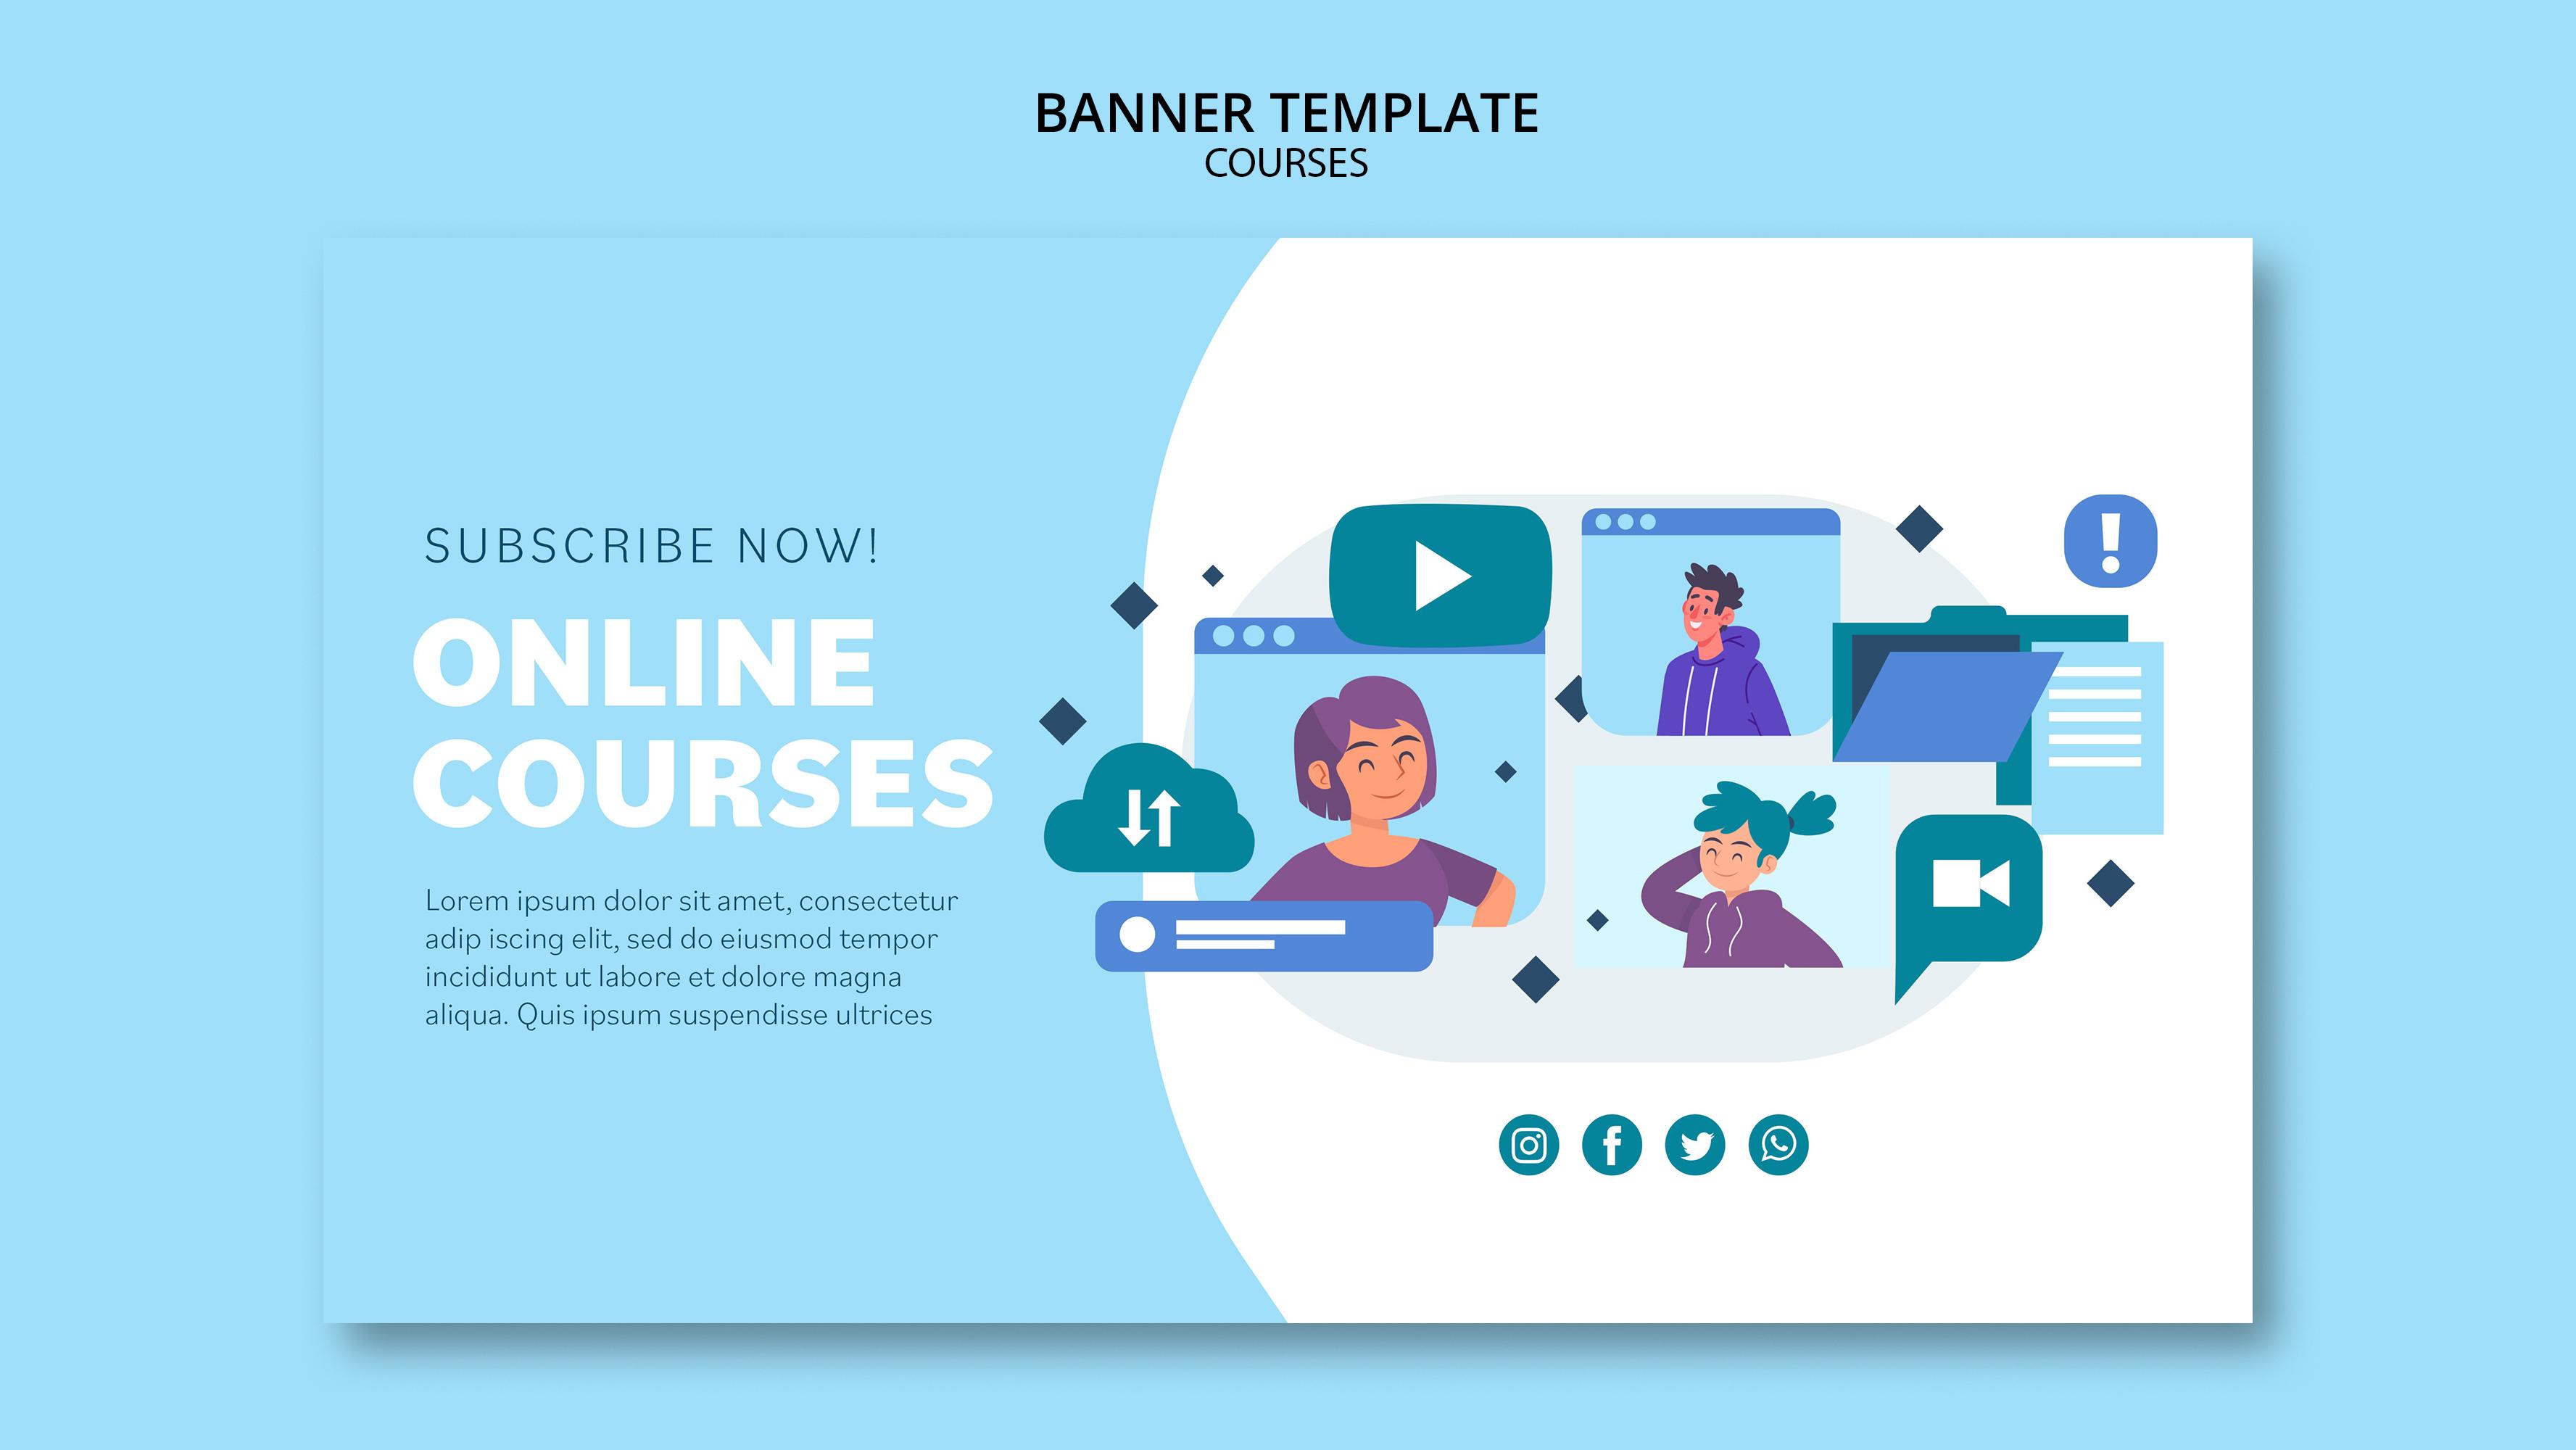 BANNER TEMPLATE
COURSES
SUBSCRIBE NOW!
ONLINE
COURSES
Lorem ipsum dolor sit amet, consectetur
adip iscing elit, sed do eiusmod tempor
incididunt ut labore et dolore magna
aliqua. Quis ipsum suspendisse ultrices